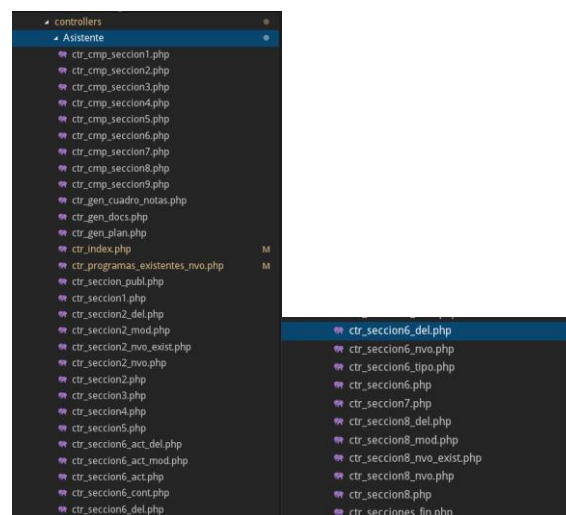 controllers
Asistente
ctr_cmp_seccion1.php
ctr_cmp_seccion2.php
ctr_cmp_seccion3.php
ctr_cmp_seccion4.php
ctr_cmp_seccion5.php
ctr_cmp_seccion6.php
ctr_cmp_seccion7.php
ctr_cmp_seccion8.php
ctr_cmp_seccion9.php
ctr_gen_cuadro_notas.php
ctr_gen_docs.php
ctr_gen_plan.php
ctr_index.php M
ctr_programas_existentes_nvo.php M
ctr_seccion_publ.php
ctr_seccion1.php
ctr_seccion2_del.php
ctr_seccion2_mod.php
ctr_seccion2_nvo_exist.php
ctr_seccion2_nvo.php
ctr_seccion2.php
ctr_seccion3.php
ctr_seccion4.php
ctr_seccion5.php
ctr_seccion6_act_del.php
ctr_seccion6_act_mod.php
ctr_seccion6_act.php
ctr_seccion6_cont.php
ctr_seccion6_del.php
ctr_seccion6_del.php
ctr_seccion6_nvo.php
ctr_seccion6_tipo.php
ctr_seccion6.php
ctr_seccion7.php
ctr_seccion8_del.php
ctr_seccion8_mod.php
ctr_seccion8_nvo_exist.php
ctr_seccion8_nvo.php
ctr_seccion8.php
ctr_secciones_fin.php